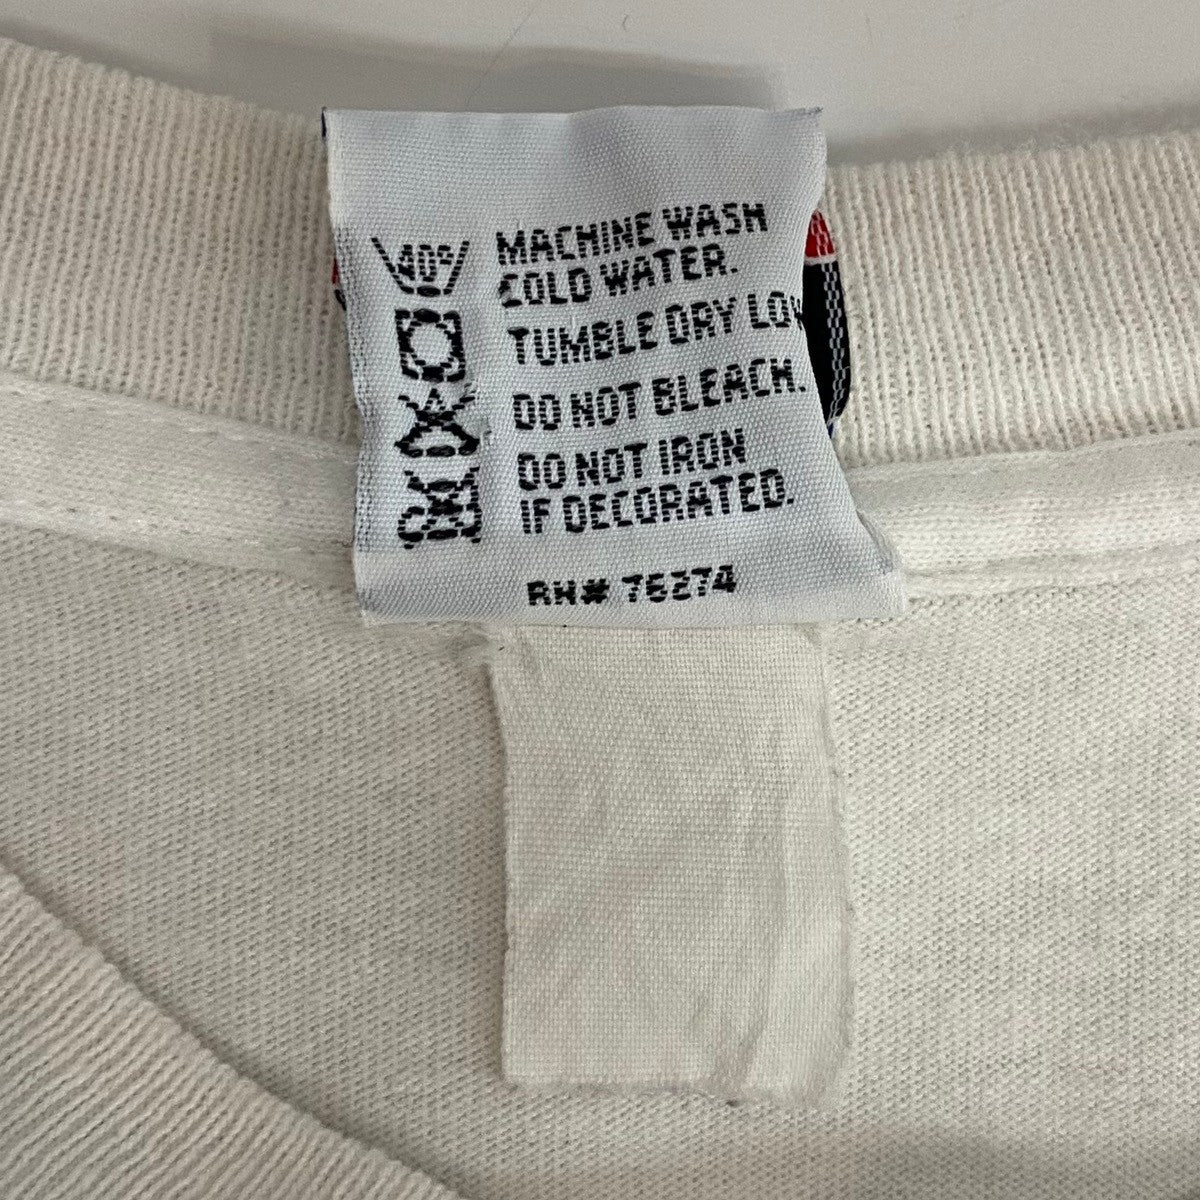 40°
MACHINE WASH
COLD WATER.
TUMBLE DRY LOW
DO NOT BLEACH.
DO NOT IRON
IF DECORATED.
RN# 76274